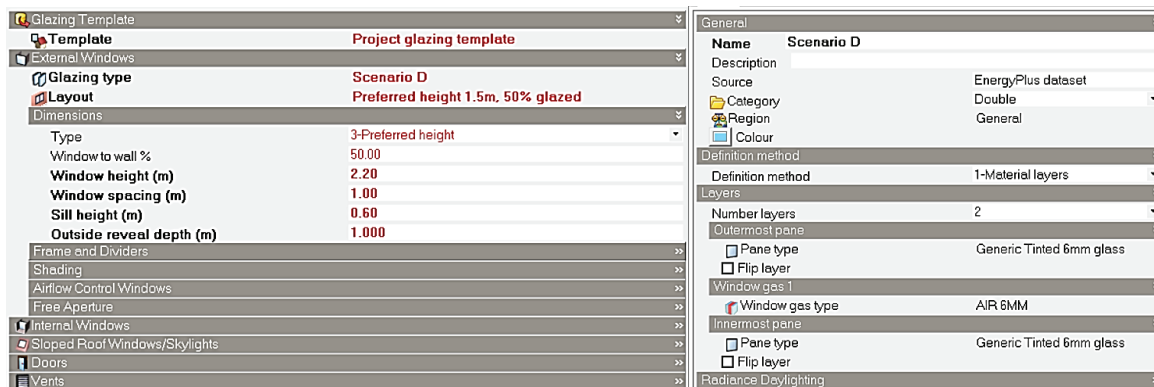 Glazing Template
Template Project glazing template
External Windows
Glazing type Scenario D
Layout Preferred height 1.5m, 50% glazed
Dimensions
Type 3-Preferred height
Window to wall % 50.00
Window height (m) 2.20
Window spacing (m) 1.00
Sill height (m) 0.60
Outside reveal depth (m) 1.000
Frame and Dividers
Shading
Airflow Control Windows
Free Aperture
Internal Windows
Sloped Roof Windows/Skylights
Doors
Vents
General
Name Scenario D
Description
Source EnergyPlus dataset
Category Double
Region General
Colour
Definition method
Definition method 1-Material layers
Layers
Number layers 2
Outermost pane
Pane type Generic Tinted 6mm glass
Flip layer
Window gas 1
Window gas type AIR 6MM
Innermost pane
Pane type Generic Tinted 6mm glass
Flip layer
Radiance Daylighting